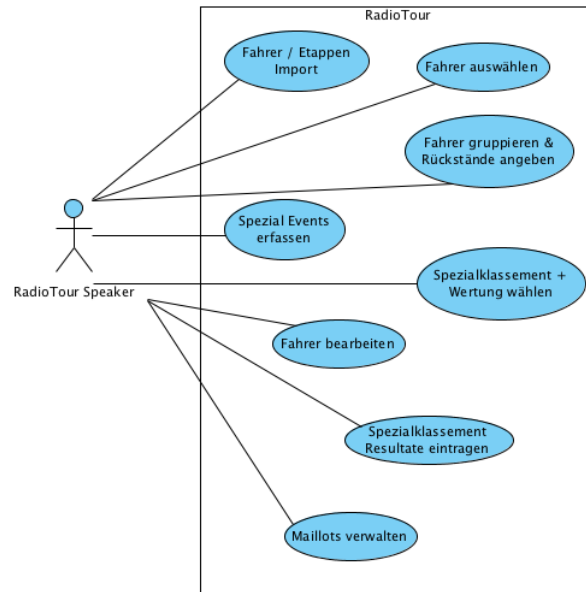 RadioTour
Fahrer / Etappen
Import
Fahrer auswählen
Fahrer gruppieren &
Rückstände angeben
Spezial Events
erfassen
RadioTour Speaker
Spezialklassement +
Wertung wählen
Fahrer bearbeiten
Spezialklassement
Resultate eintragen
Maillots verwalten